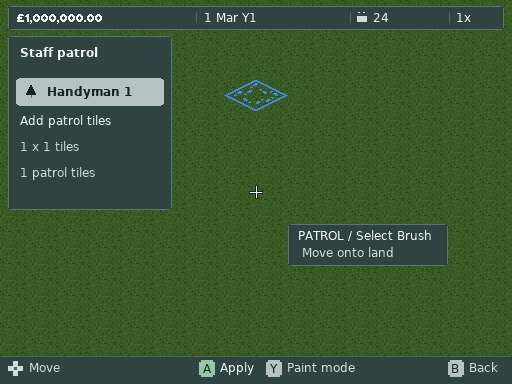 £1,000,000.00 1 Mar Y1 24 1x
Staff patrol
Handyman 1
Add patrol tiles
1 x 1 tiles
1 patrol tiles
PATROL / Select Brush
Move onto land
Move A Apply Y Paint mode B Back